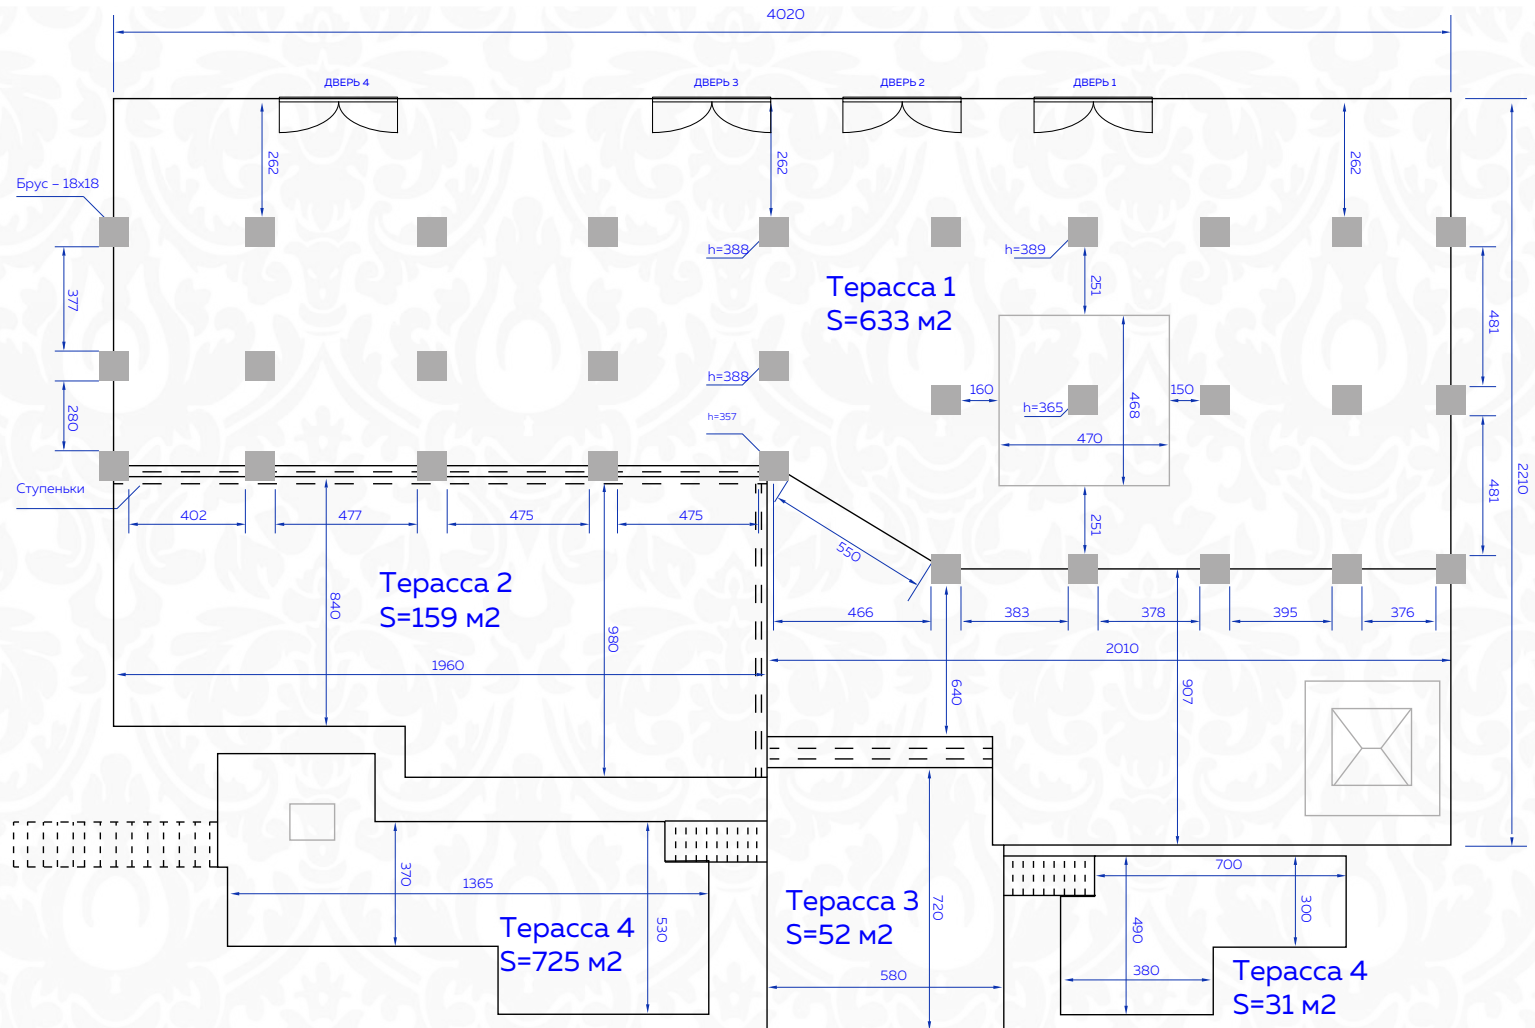 4020
ДВЕРЬ 4
ДВЕРЬ 3
ДВЕРЬ 2
ДВЕРЬ 1
262
262
262
Брус – 18х18
h=388
h=389
377
Терасса 1
S=633 м2
251
481
h=388
160
h=365
468
150
280
h=357
470
2210
Ступеньки
402
477
475
475
251
481
550
Терасса 2
S=159 м2
840
980
466
383
378
395
376
1960
2010
640
907
370
1365
Терасса 4
S=725 м2
530
Терасса 3
S=52 м2
720
580
700
300
490
380
Терасса 4
S=31 м2